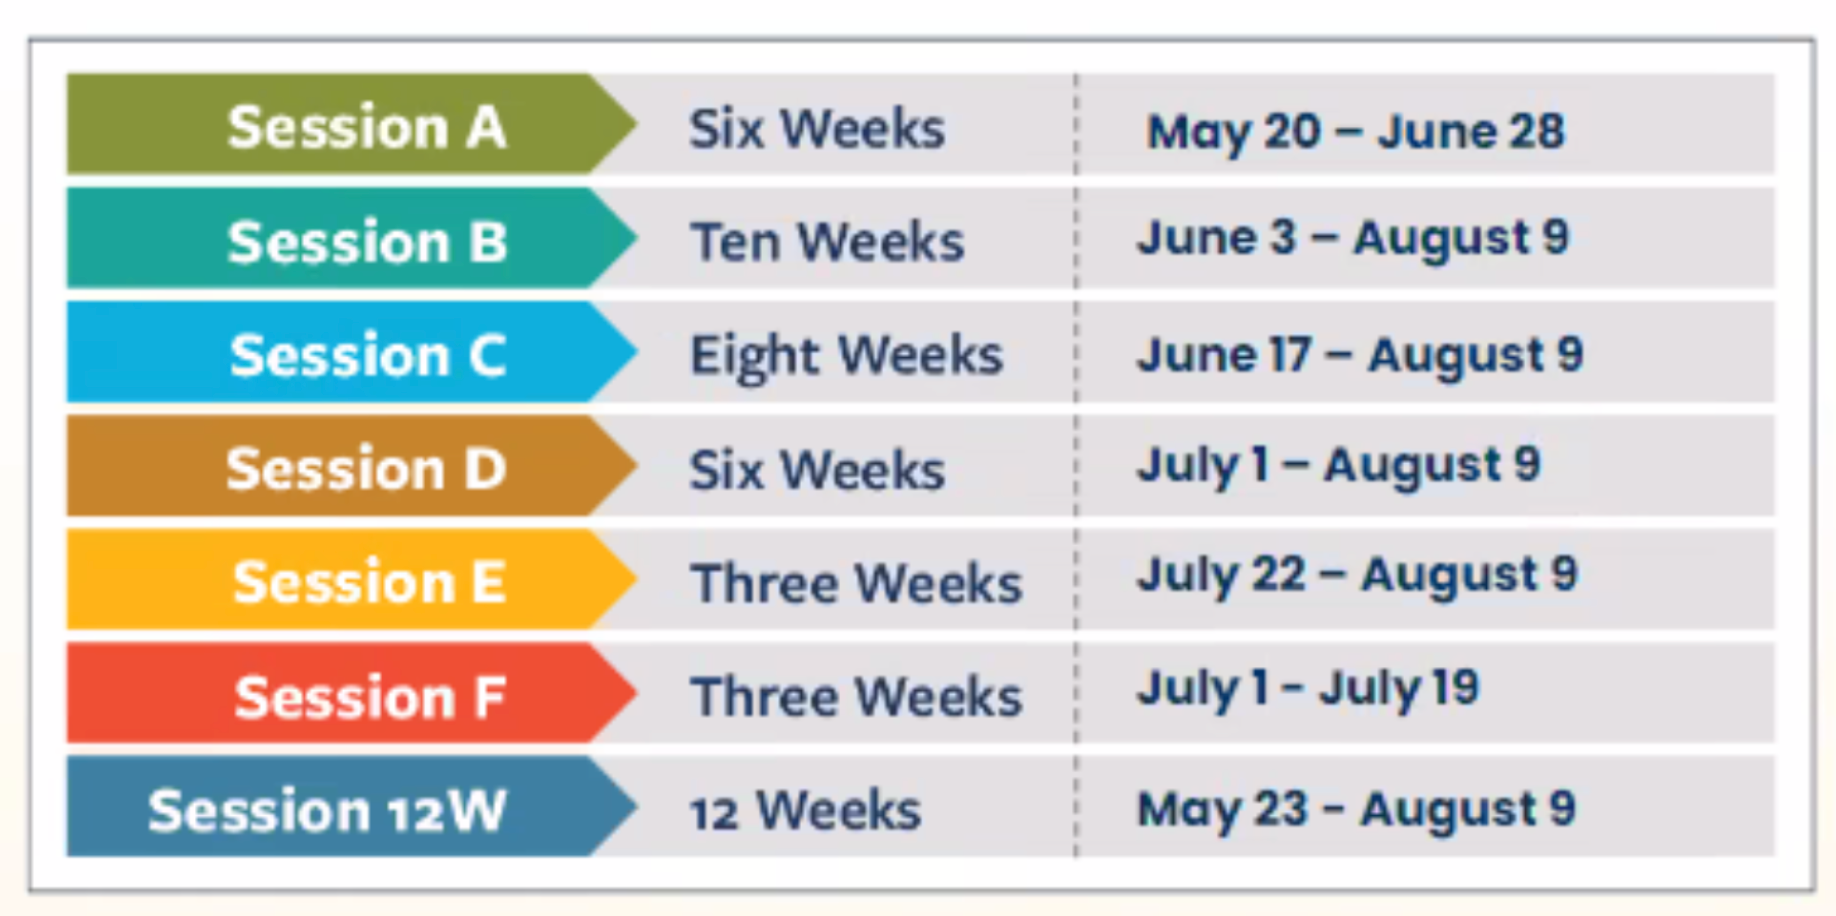 Session A Six Weeks May 20 – June 28
Session B Ten Weeks June 3 – August 9
Session C Eight Weeks June 17 – August 9
Session D Six Weeks July 1 – August 9
Session E Three Weeks July 22 – August 9
Session F Three Weeks July 1 - July 19
Session 12W 12 Weeks May 23 - August 9